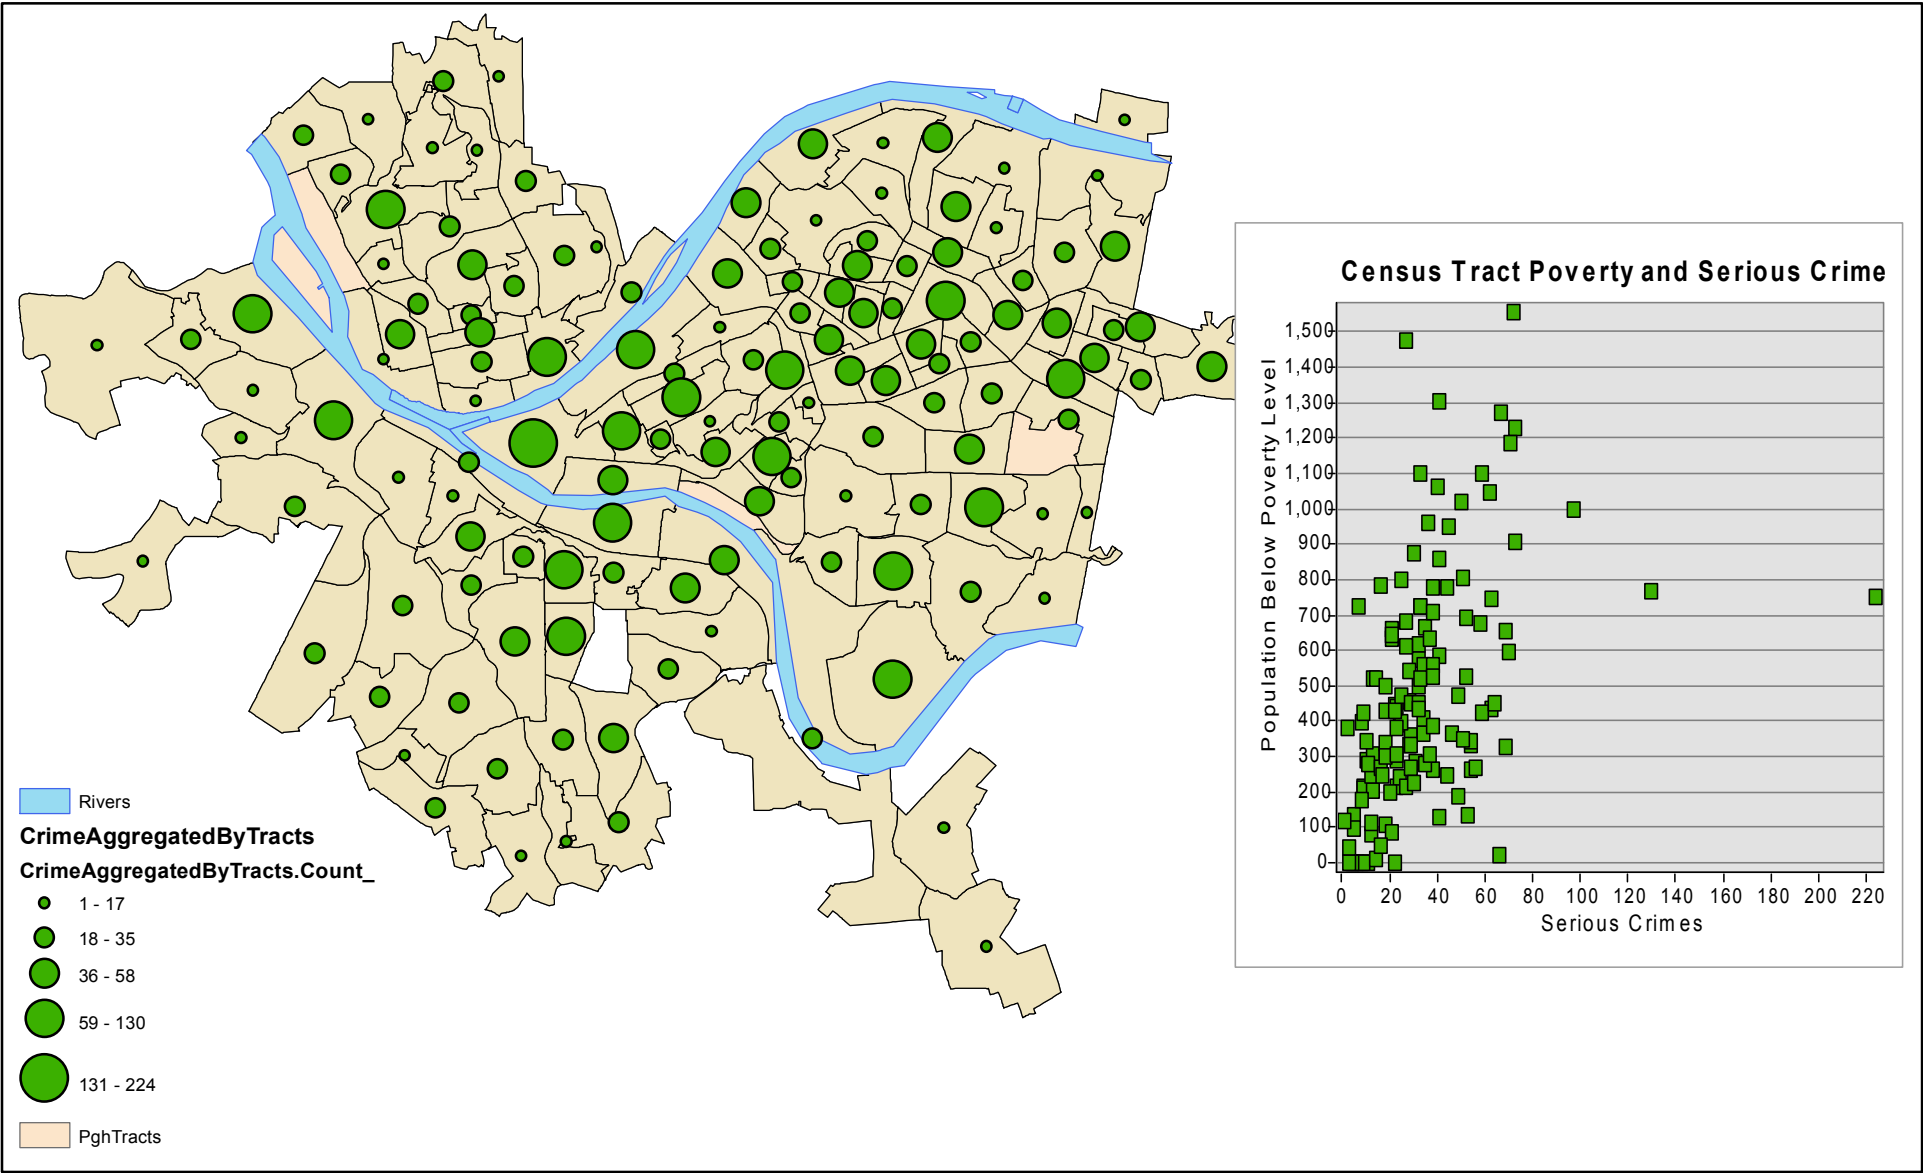 Census Tract Poverty and Serious Crime
Population Below Poverty Level
1,500
1,400
1,300
1,200
1,100
1,000
900
800
700
600
500
400
300
200
100
0
0 20 40 60 80 100 120 140 160 180 200 220
Serious Crimes
Rivers
CrimeAggregatedByTracts
CrimeAggregatedByTracts.Count_
1 - 17
18 - 35
36 - 58
59 - 130
131 - 224
PghTracts